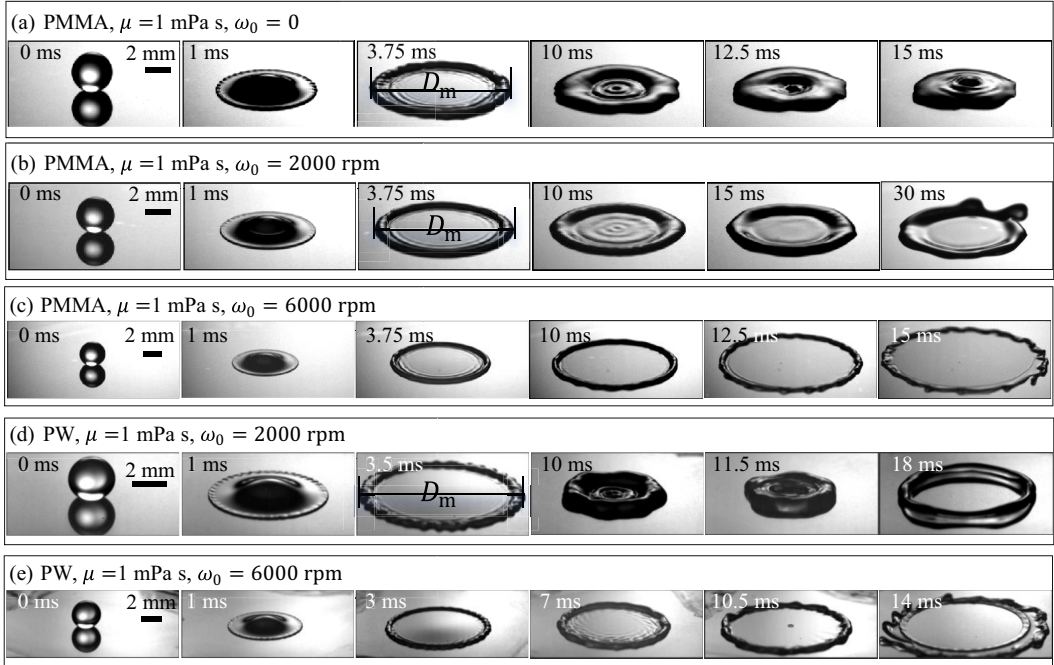 (a) PMMA, μ =1 mPa s, ω₀ = 0
0 ms 2 mm 1 ms 3.75 ms 10 ms 12.5 ms 15 ms
Dₘ
(b) PMMA, μ =1 mPa s, ω₀ = 2000 rpm
0 ms 2 mm 1 ms 3.75 ms 10 ms 15 ms 30 ms
Dₘ
(c) PMMA, μ =1 mPa s, ω₀ = 6000 rpm
0 ms 2 mm 1 ms 3.75 ms 10 ms 12.5 ms 15 ms
(d) PW, μ =1 mPa s, ω₀ = 2000 rpm
0 ms 2 mm 1 ms 3.5 ms 10 ms 11.5 ms 18 ms
Dₘ
(e) PW, μ =1 mPa s, ω₀ = 6000 rpm
0 ms 2 mm 1 ms 3 ms 7 ms 10.5 ms 14 ms